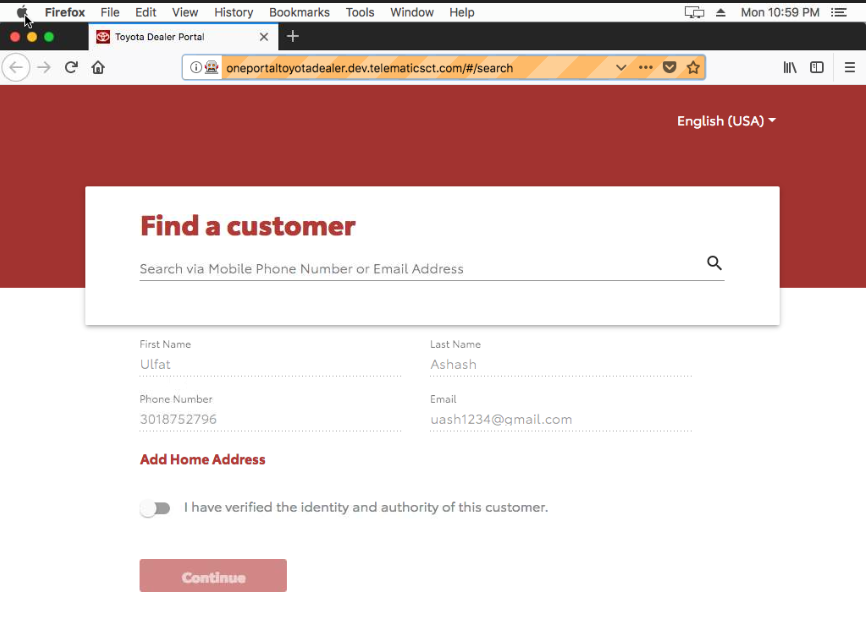 Firefox File Edit View History Bookmarks Tools Window Help Mon 10:59 PM
Toyota Dealer Portal
oneportaltoyotadealer.dev.telematicsct.com/#/search
English (USA)
Find a customer
Search via Mobile Phone Number or Email Address
First Name Last Name
Ulfat Ashash
Phone Number Email
3018752796 uash1234@gmail.com
Add Home Address
I have verified the identity and authority of this customer.
Continue